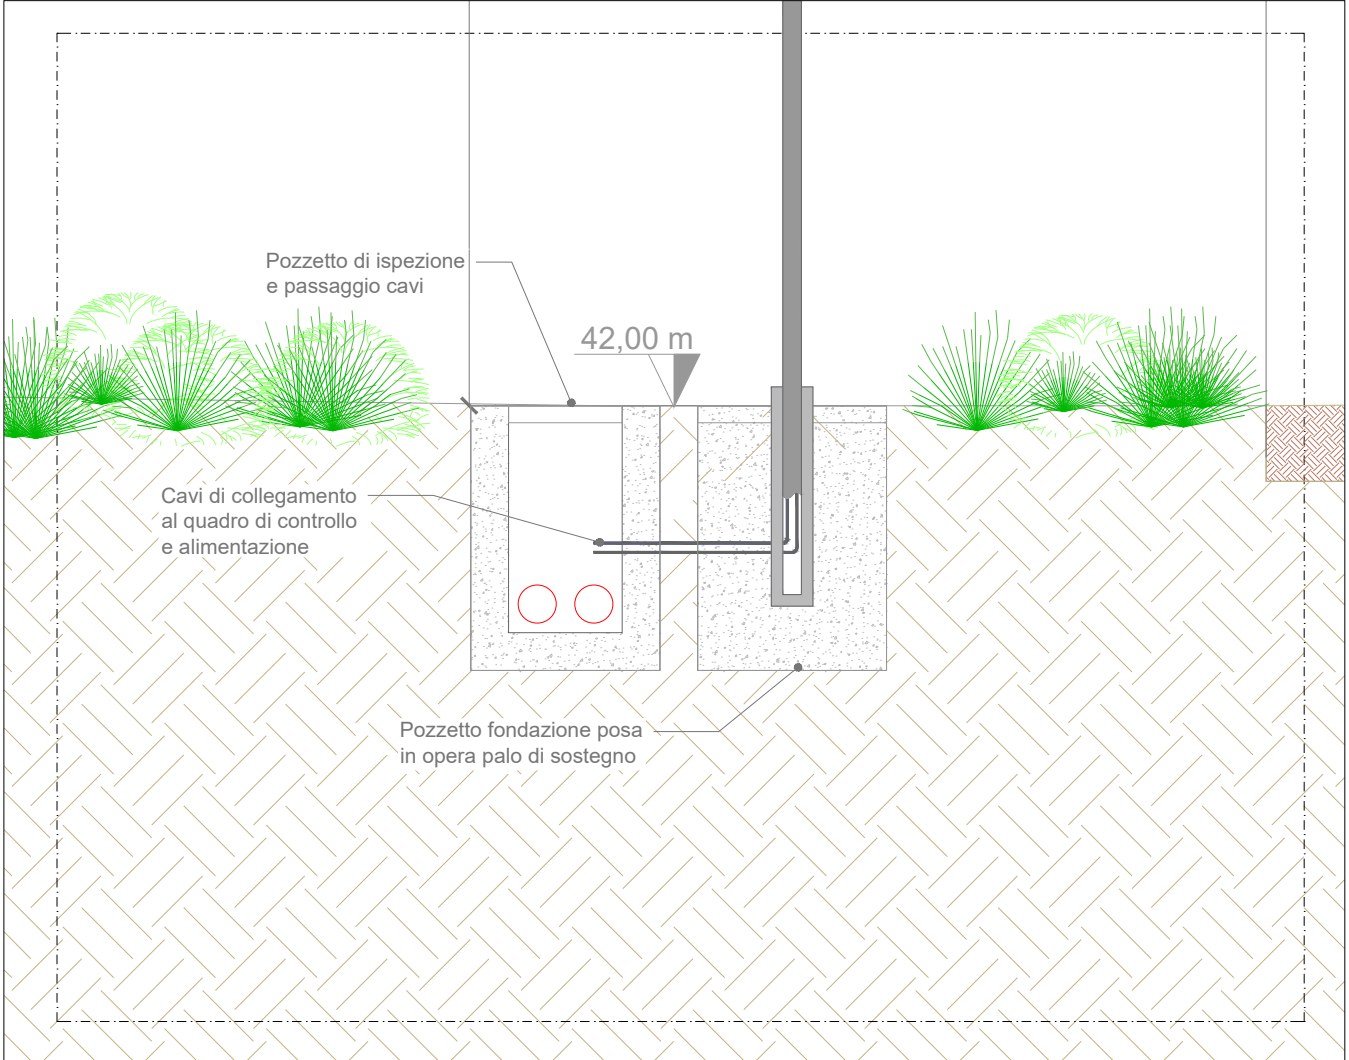 Pozzetto di ispezione
e passaggio cavi
42,00 m
Cavi di collegamento
al quadro di controllo
e alimentazione
Pozzetto fondazione posa
in opera palo di sostegno